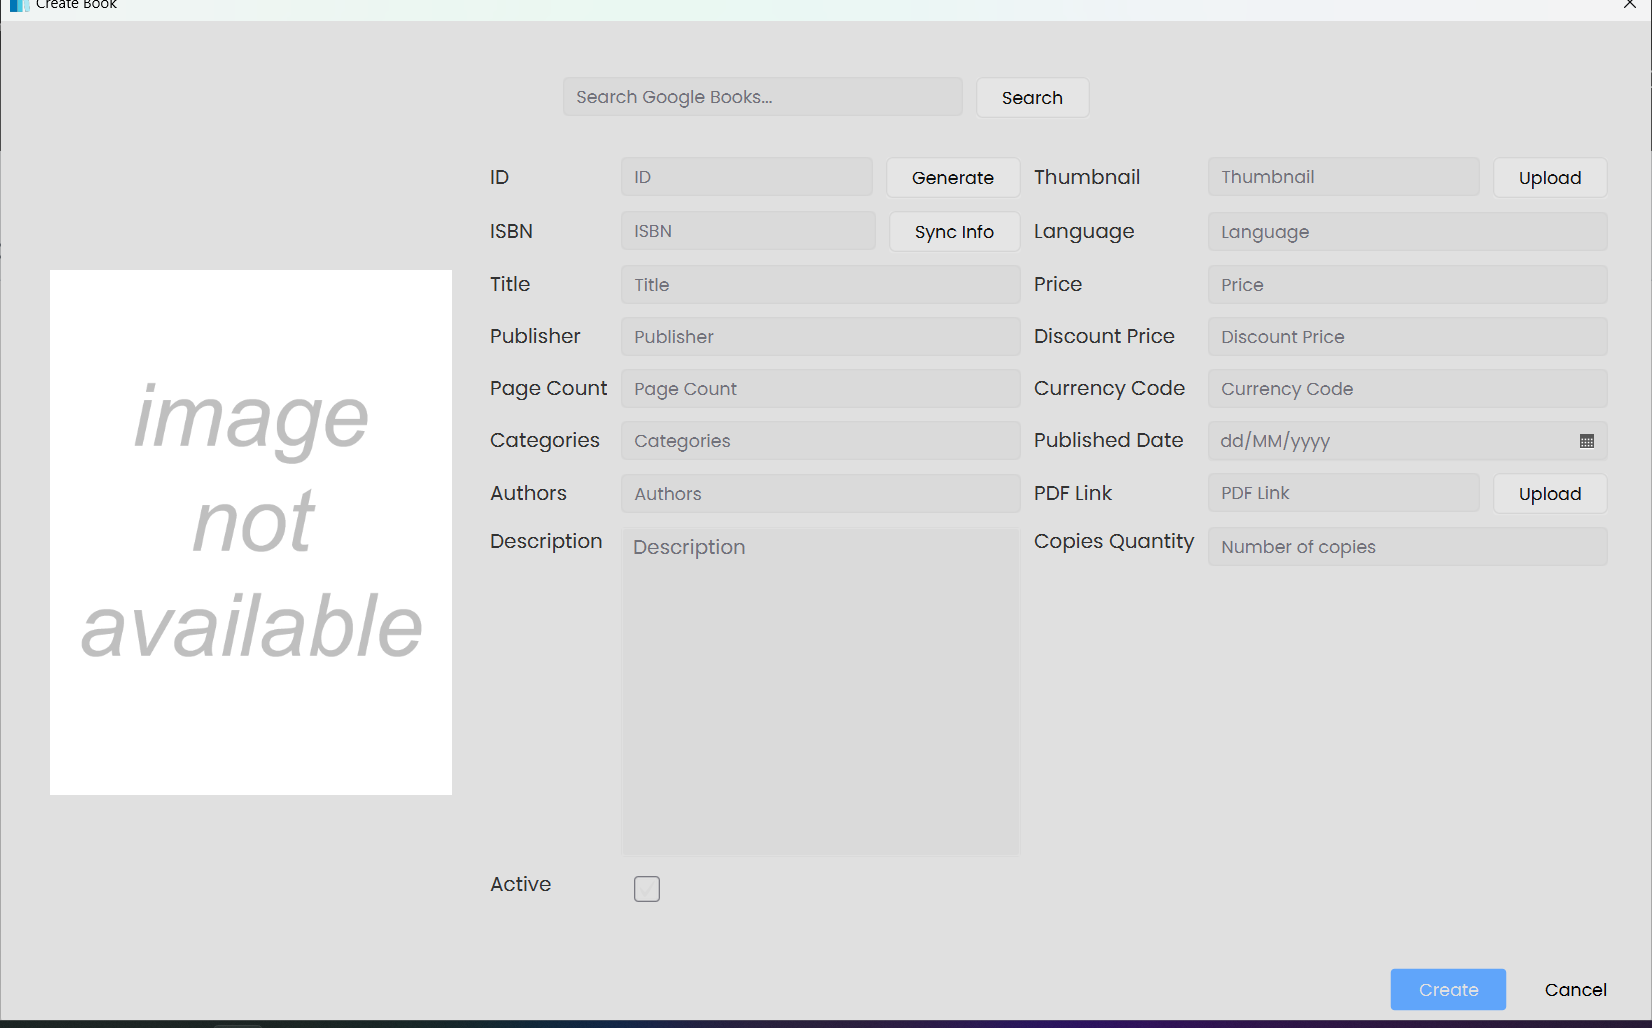 Create Book
Search Google Books...
Search
ID
ID
Generate
Thumbnail
Thumbnail
Upload
ISBN
ISBN
Sync Info
Language
Language
Title
Title
Price
Price
Publisher
Publisher
Discount Price
Discount Price
Page Count
Page Count
Currency Code
Currency Code
Categories
Categories
Published Date
dd/MM/yyyy
Authors
Authors
PDF Link
PDF Link
Upload
Description
Description
Copies Quantity
Number of copies
image
not
available
Active
Create
Cancel